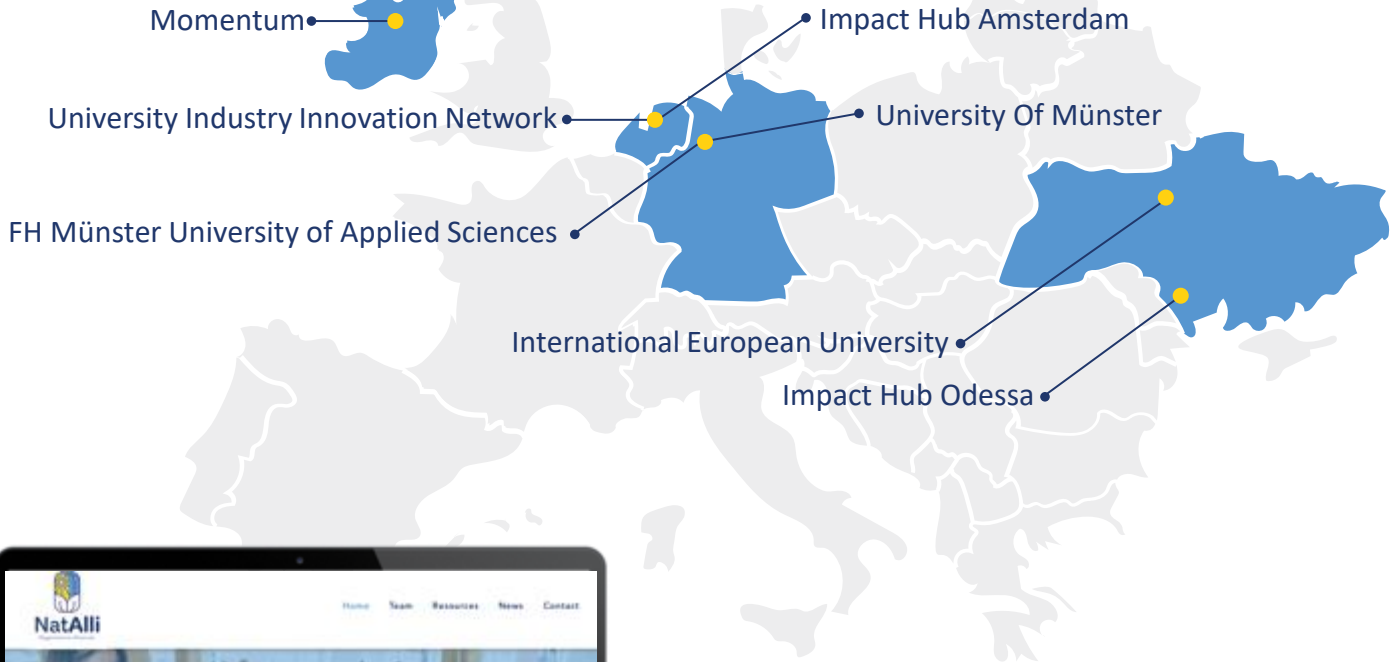 Momentum
Impact Hub Amsterdam
University Industry Innovation Network
University Of Münster
FH Münster University of Applied Sciences
International European University
Impact Hub Odessa
NatAlli
Home Team Resources News Contact